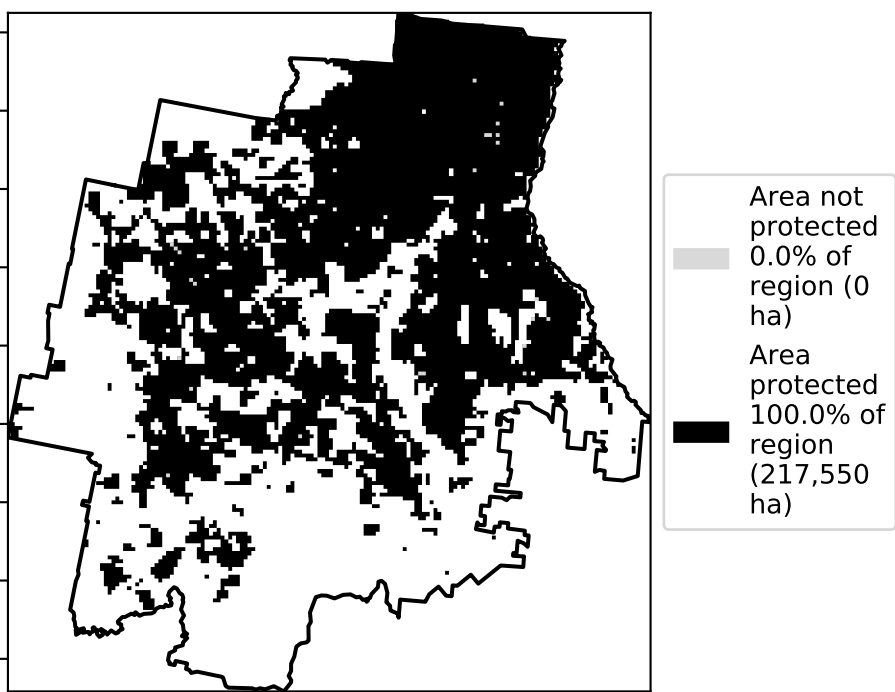 Area not
protected
0.0% of
region (0
ha)
Area
protected
100.0% of
region
(217,550
ha)